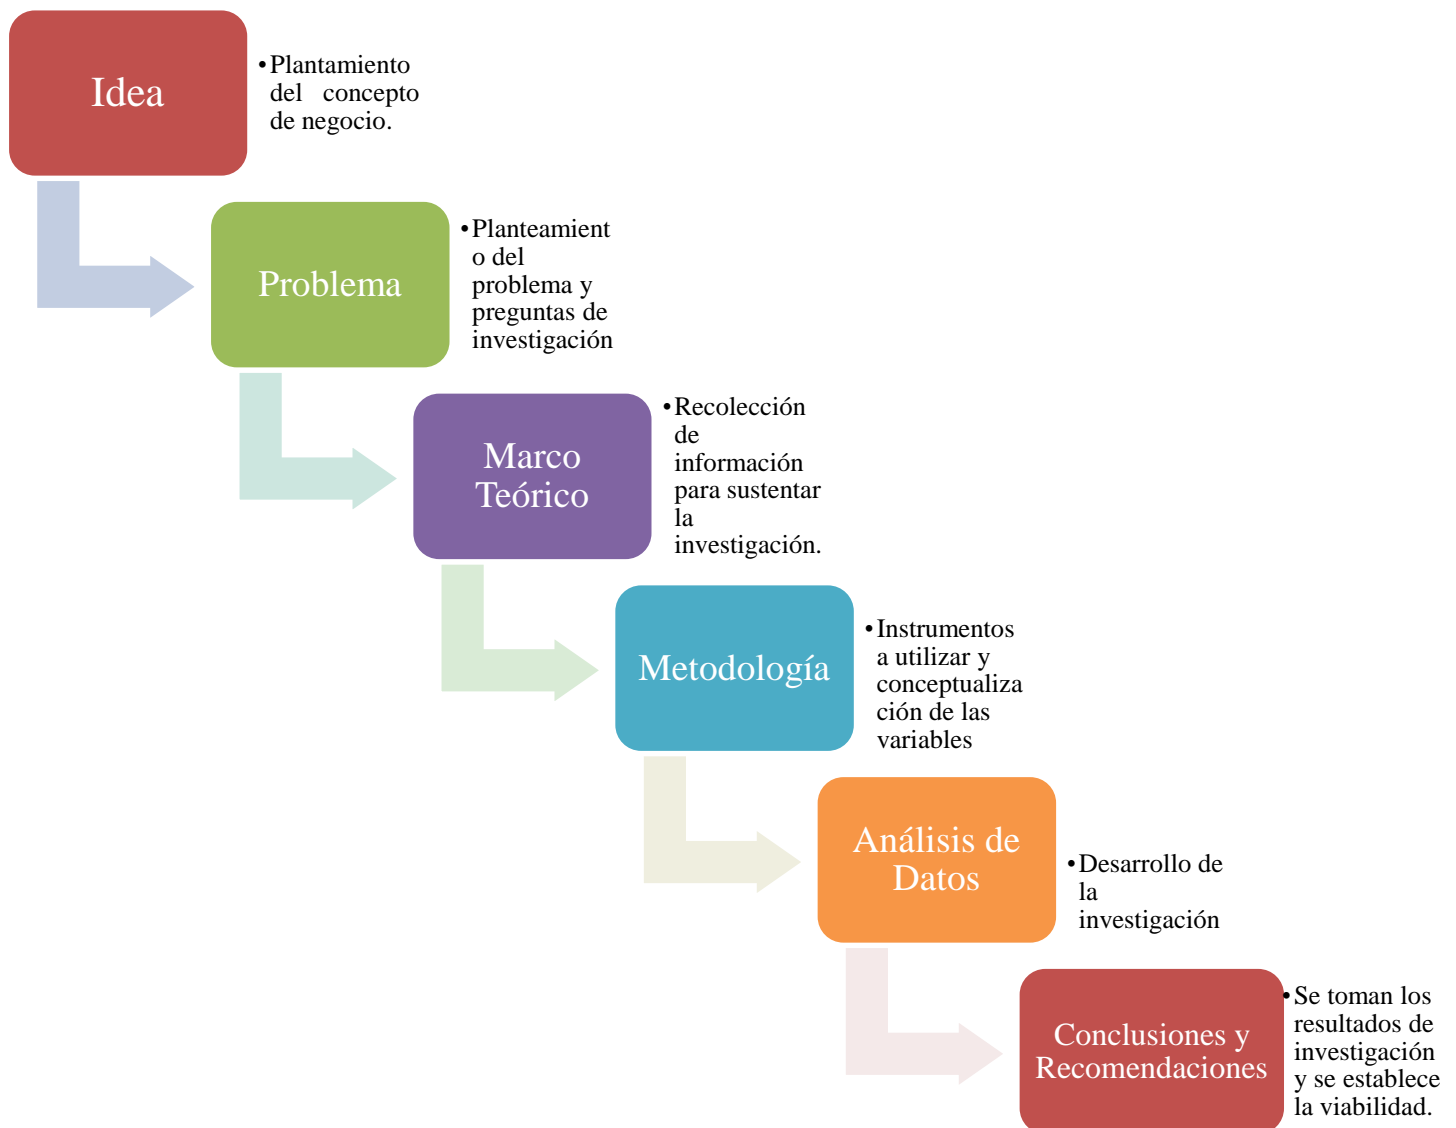 Idea
•Plantamiento
del concepto
de negocio.
Problema
•Planteamient
o del
problema y
preguntas de
investigación
Marco
Teórico
•Recolección
de
información
para sustentar
la
investigación.
Metodología
•Instrumentos
a utilizar y
conceptualiza
ción de las
variables
Análisis de
Datos
•Desarrollo de
la
investigación
Conclusiones y
Recomendaciones
•Se toman los
resultados de
investigación
y se establece
la viabilidad.